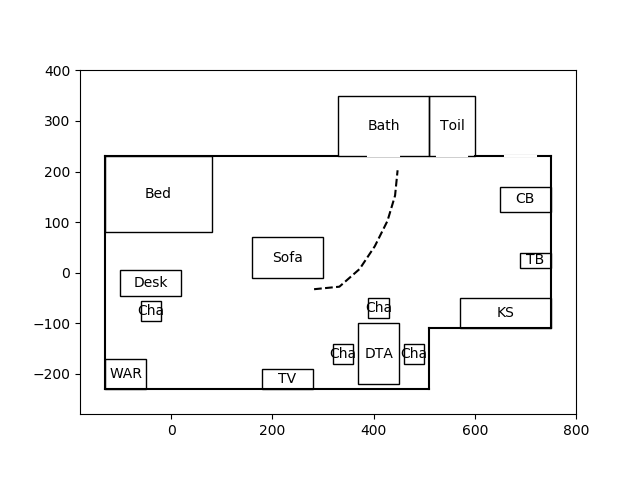 400
300
200
100
0
−100
−200
Bath
Toil
Bed
CB
Sofa
TB
Desk
Cha
Cha
KS
Cha
DTA
Cha
WAR
TV
0
200
400
600
800